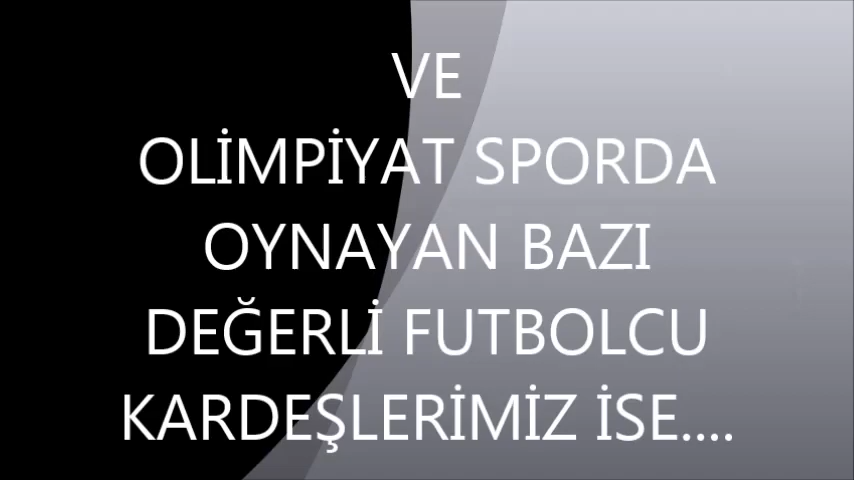 VE
OLİMPİYAT SPORDA
OYNAYAN BAZI
DEĞERLİ FUTBOLCU
KARDEŞLERİMİZ İSE....